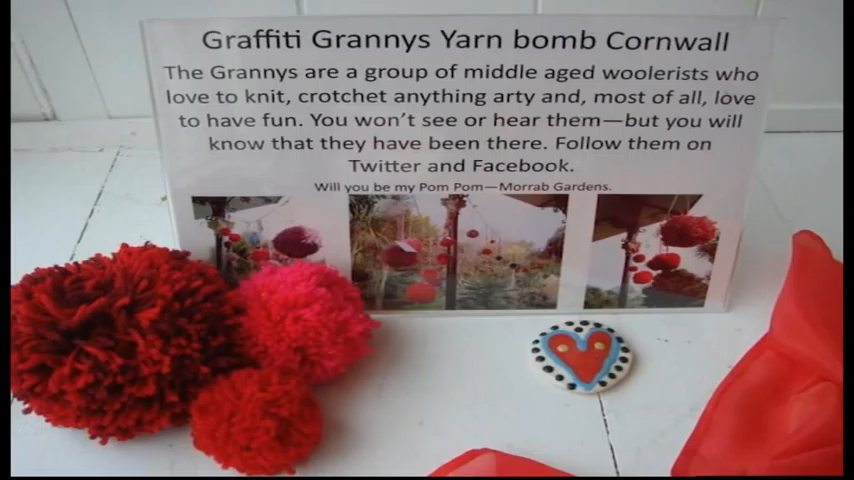 Graffiti Grannys Yarn bomb Cornwall
The Grannys are a group of middle aged woolerists who
love to knit, crotchet anything arty and, most of all, love
to have fun. You won't see or hear them—but you will
know that they have been there. Follow them on
Twitter and Facebook.
Will you be my Pom Pom—Morrab Gardens.